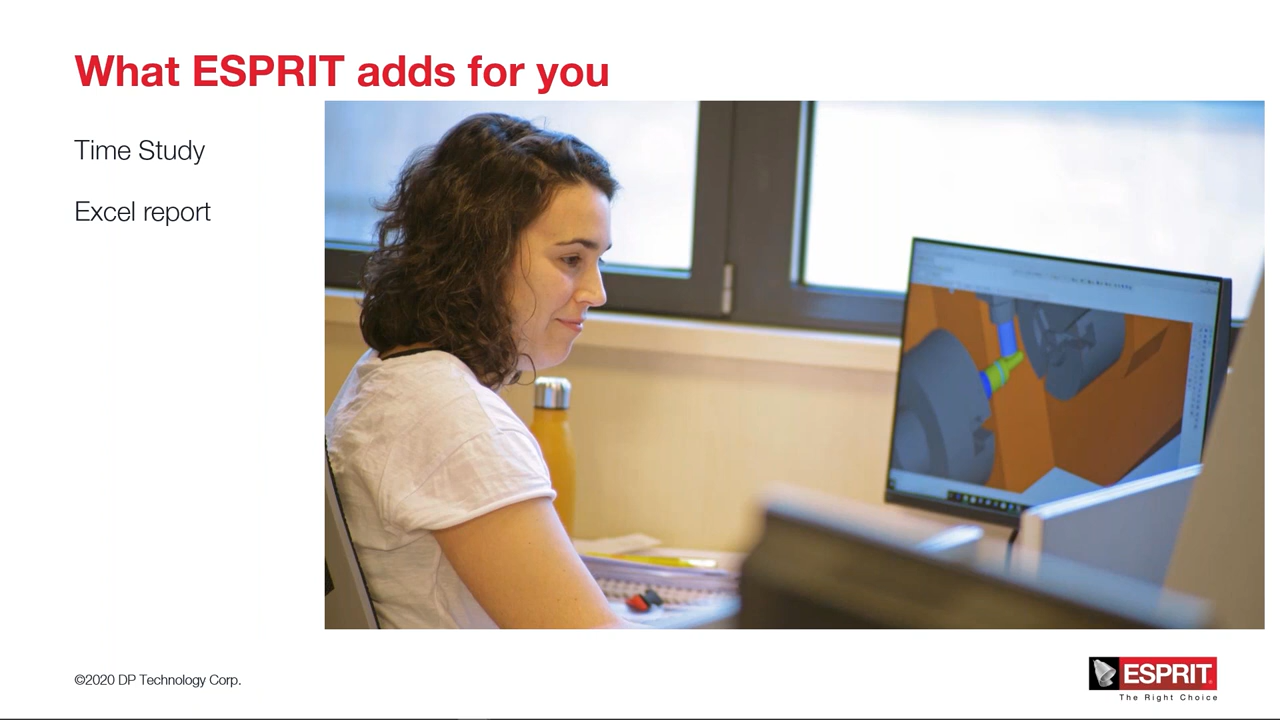 What ESPRIT adds for you
Time Study
Excel report
©2020 DP Technology Corp.
ESPRIT
The Right Choice